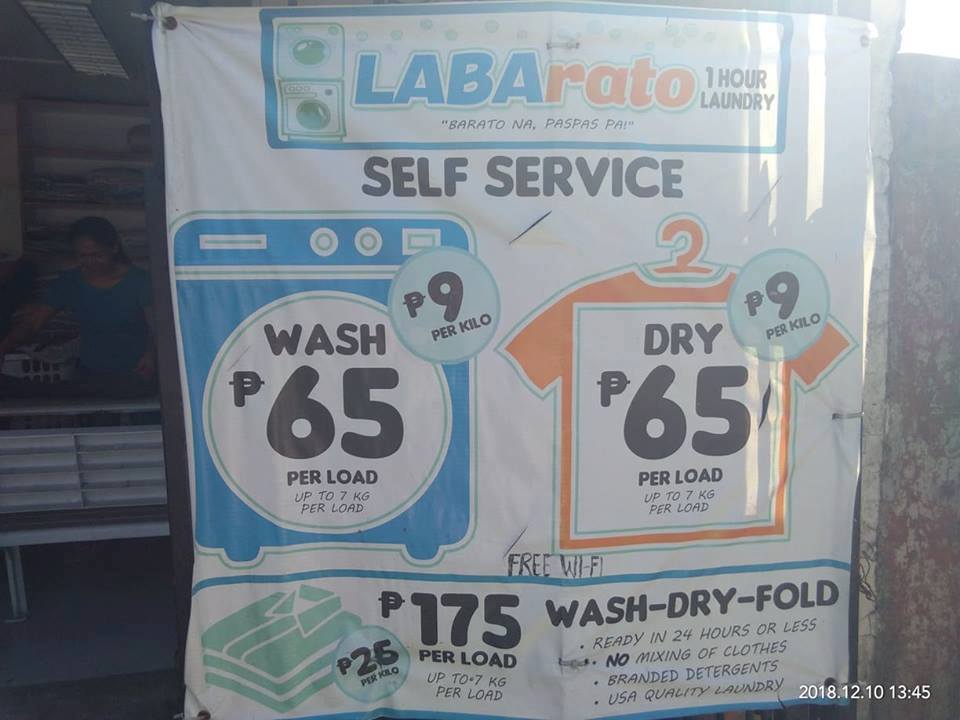 LABArato
1 HOUR
LAUNDRY
"BARATO NA, PASPAS PA!"
SELF SERVICE
₱9
PER KILO
WASH
₱65
PER LOAD
UP TO 7 KG
PER LOAD
₱9
PER KILO
DRY
₱65
PER LOAD
UP TO 7 KG
PER LOAD
FREE WI-FI
₱25
PER KILO
₱175
PER LOAD
UP TO 7 KG
PER LOAD
WASH-DRY-FOLD
• READY IN 24 HOURS OR LESS
• NO MIXING OF CLOTHES
• BRANDED DETERGENTS
• USA QUALITY LAUNDRY
2018.12.10 13:45